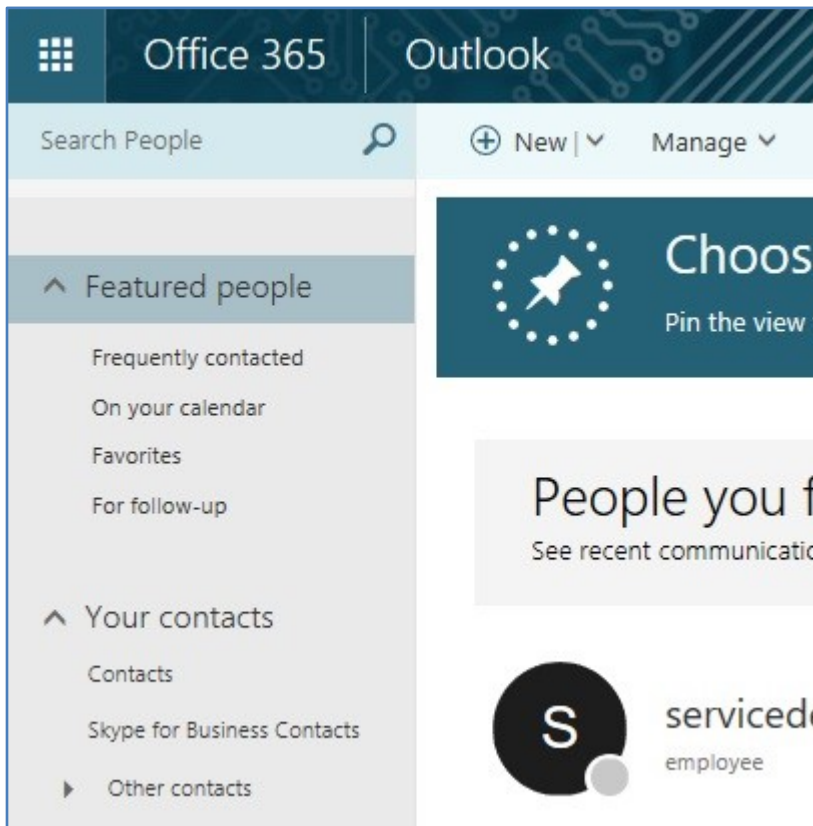 Office 365 Outlook
Search People
New | Manage
Featured people
Frequently contacted
On your calendar
Favorites
For follow-up
Your contacts
Contacts
Skype for Business Contacts
Other contacts
Choos
Pin the view
People you f
See recent communicatio
S
servicede
employee